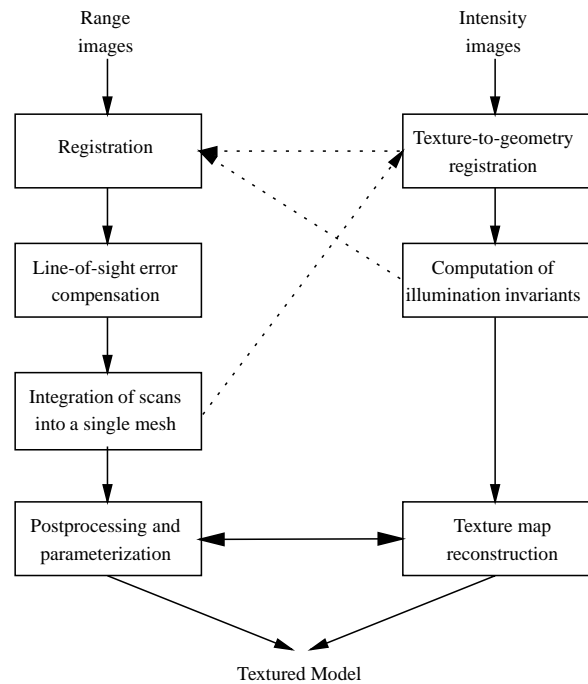 Range
images
Intensity
images
Registration
Texture-to-geometry
registration
Line-of-sight error
compensation
Computation of
illumination invariants
Integration of scans
into a single mesh
Postprocessing and
parameterization
Texture map
reconstruction
Textured Model